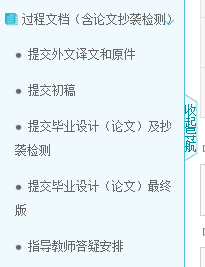 过程文档（含论文抄袭检测）
提交外文译文和原件
提交初稿
提交毕业设计（论文）及抄
袭检测
提交毕业设计（论文）最终
版
指导教师答疑安排
收起导航